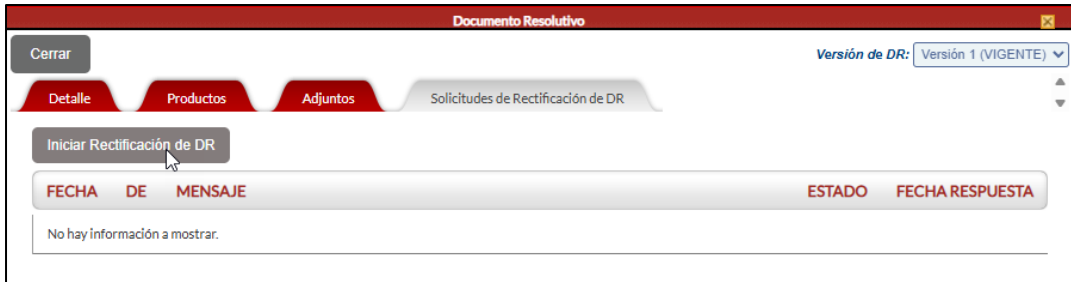 Documento Resolutivo
Cerrar
Versión de DR: Versión 1 (VIGENTE)
Detalle Productos Adjuntos Solicitudes de Rectificación de DR
Iniciar Rectificación de DR
FECHA DE MENSAJE ESTADO FECHA RESPUESTA
No hay información a mostrar.